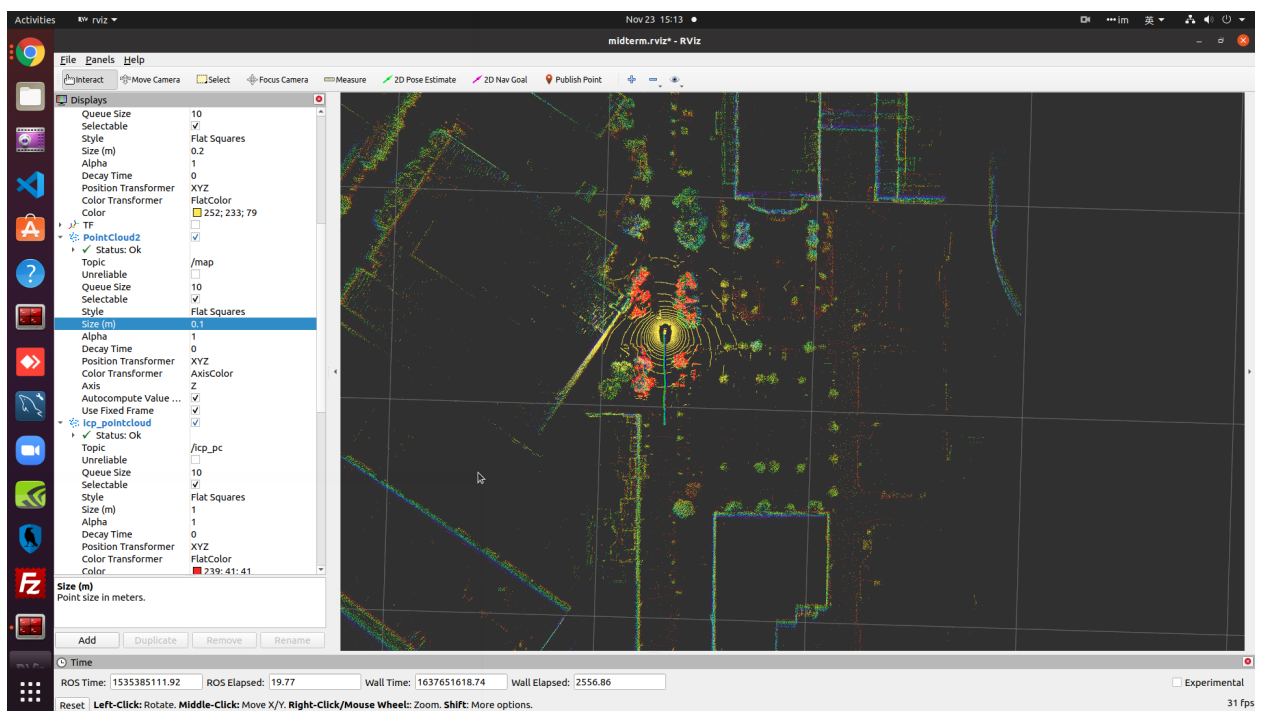 Activities rviz Nov 23 15:13 im 英
midterm.rviz* - RViz
File Panels Help
Interact Move Camera Select Focus Camera Measure 2D Pose Estimate 2D Nav Goal Publish Point
Displays
Queue Size 10
Selectable
Style Flat Squares
Size (m) 0.2
Alpha 1
Decay Time 0
Position Transformer XYZ
Color Transformer FlatColor
Color 252; 233; 79
TF
PointCloud2
Status: Ok
Topic /map
Unreliable
Queue Size 10
Selectable
Style Flat Squares
Size (m) 0.1
Alpha 1
Decay Time 0
Position Transformer XYZ
Color Transformer AxisColor
Axis Z
Autocompute Value ...
Use Fixed Frame
icp_pointcloud
Status: Ok
Topic /icp_pc
Unreliable
Queue Size 10
Selectable
Style Flat Squares
Size (m) 1
Alpha 1
Decay Time 0
Position Transformer XYZ
Color Transformer FlatColor
Color 239; 41; 41
Size (m)
Point size in meters.
Add Duplicate Remove Rename
Time
ROS Time: 1535385111.92 ROS Elapsed: 19.77 Wall Time: 1637651618.74 Wall Elapsed: 2556.86 Experimental
Reset Left-Click: Rotate. Middle-Click: Move X/Y. Right-Click/Mouse Wheel:: Zoom. Shift: More options. 31 fps